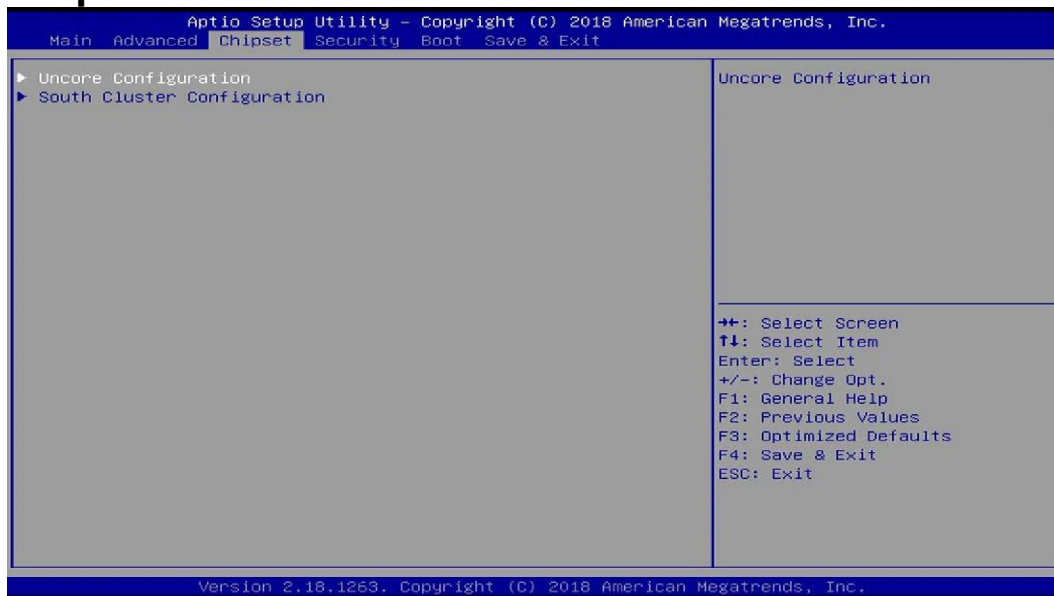 Aptio Setup Utility – Copyright (C) 2018 American Megatrends, Inc.
Main Advanced Chipset Security Boot Save & Exit
► Uncore Configuration
► South Cluster Configuration
Uncore Configuration
→←: Select Screen
↑↓: Select Item
Enter: Select
+/-: Change Opt.
F1: General Help
F2: Previous Values
F3: Optimized Defaults
F4: Save & Exit
ESC: Exit
Version 2.18.1263. Copyright (C) 2018 American Megatrends, Inc.